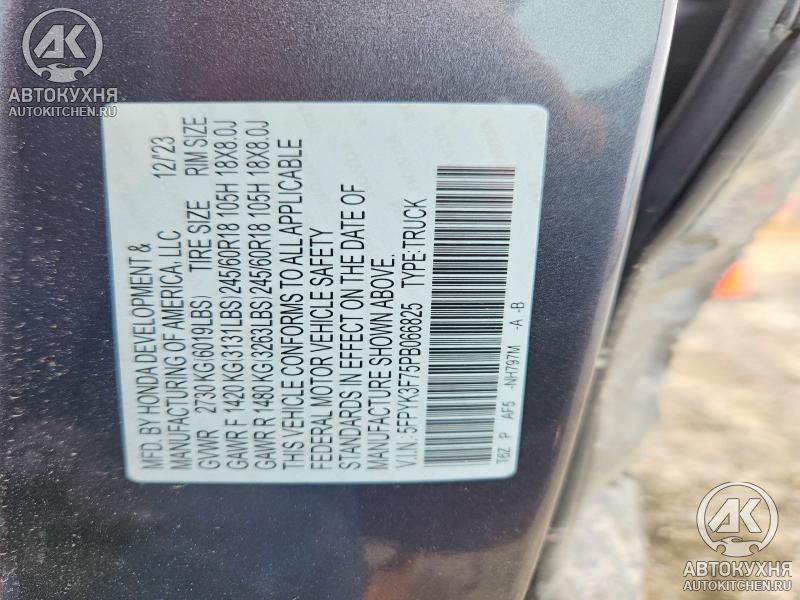 AK
АВТОКУХНЯ
AUTOKITCHEN.RU
MFD. BY HONDA DEVELOPMENT & 12/23
MANUFACTURING OF AMERICA, LLC
GVWR 2730 KG(6019LBS) TIRE SIZE RIM SIZE
GAWR F 1420 KG(3131LBS) 245/60R18 105H 18X8.0J
GAWR R 1480 KG(3263LBS) 245/60R18 105H 18X8.0J
THIS VEHICLE CONFORMS TO ALL APPLICABLE
FEDERAL MOTOR VEHICLE SAFETY
STANDARDS IN EFFECT ON THE DATE OF
MANUFACTURE SHOWN ABOVE.
V.I.N.: 5FPYK3F75PB066825 TYPE:TRUCK
T6Z P AF5 -NH797M -A -B
AK
АВТОКУХНЯ
AUTOKITCHEN.RU